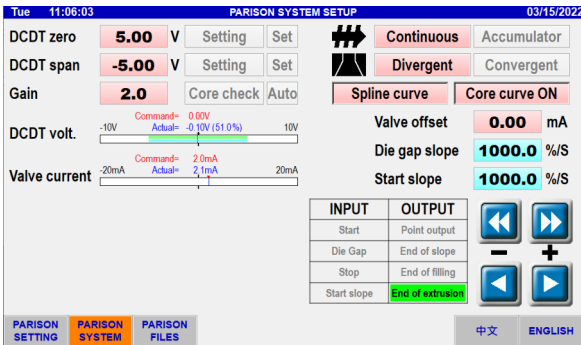 Tue 11:06:03 PARISON SYSTEM SETUP 03/15/2022
DCDT zero 5.00 V Setting Set Continuous Accumulator
DCDT span -5.00 V Setting Set Divergent Convergent
Gain 2.0 Core check Auto Spline curve Core curve ON
Command= 0.00V
DCDT volt. -10V Actual= -0.10V (51.0%) 10V
Valve offset 0.00 mA
Die gap slope 1000.0 %/S
Command= 2.0mA
Valve current -20mA Actual= 2.1mA 20mA
Start slope 1000.0 %/S
INPUT OUTPUT
Start Point output
Die Gap End of slope
Stop End of filling
Start slope End of extrusion
- +
PARISON SETTING PARISON SYSTEM PARISON FILES 中文 ENGLISH